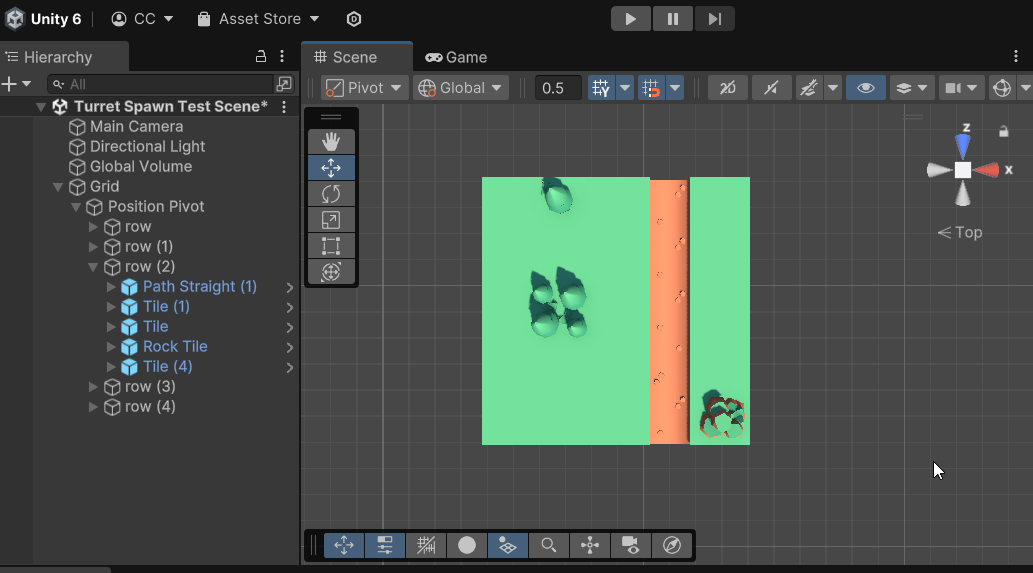 Unity 6 CC Asset Store
Hierarchy Scene Game
All Pivot Global 0.5
Turret Spawn Test Scene*
Main Camera
Directional Light
Global Volume
Grid
Position Pivot
row
row (1)
row (2)
Path Straight (1)
Tile (1)
Tile
Rock Tile
Tile (4)
row (3)
row (4)
z
x
Top